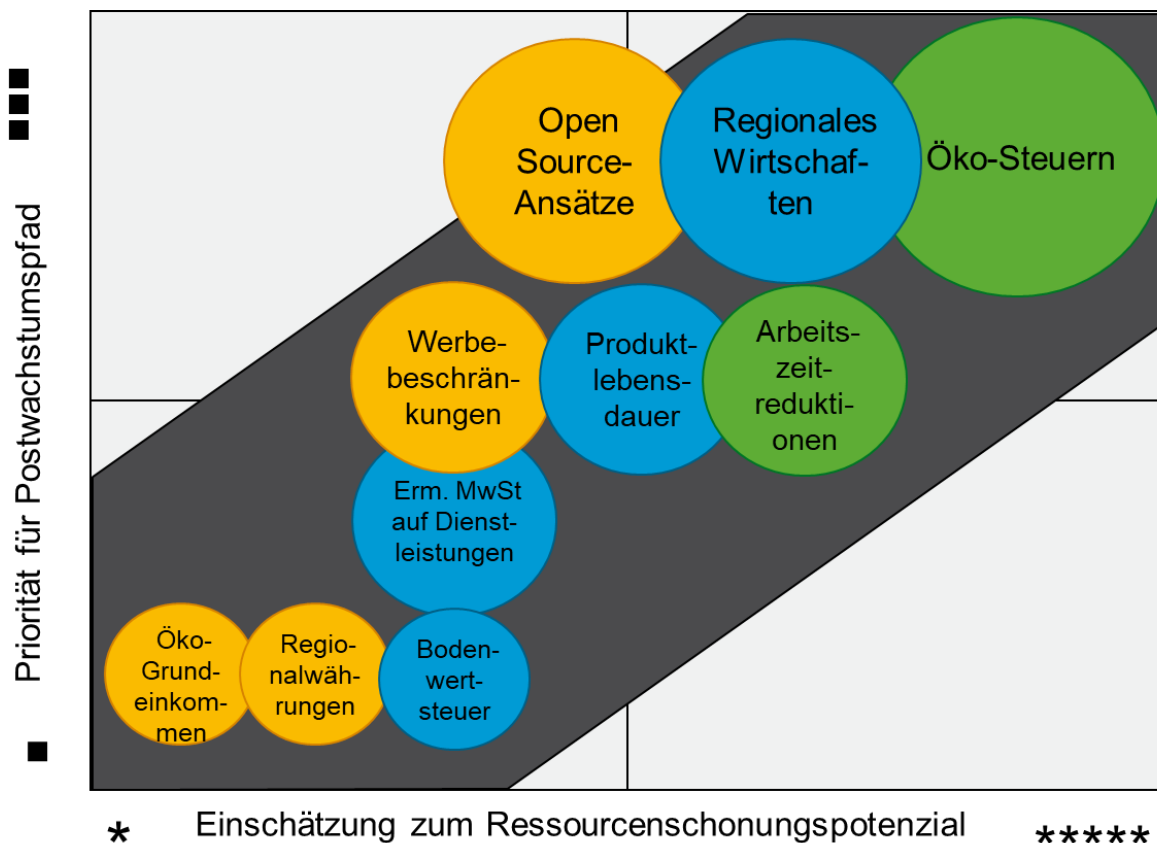 Priorität für Postwachstumspfad
Open
Source-
Ansätze
Regionales
Wirtschaf-
ten
Öko-Steuern
Werbe-
beschrän-
kungen
Produkt-
lebens-
dauer
Arbeits-
zeit-
redukti-
onen
Erm. MwSt
auf Dienst-
leistungen
Öko-
Grund-
einkom-
men
Regio-
nalwäh-
rungen
Boden-
wert-
steuer
* Einschätzung zum Ressourcenschonungspotenzial *****